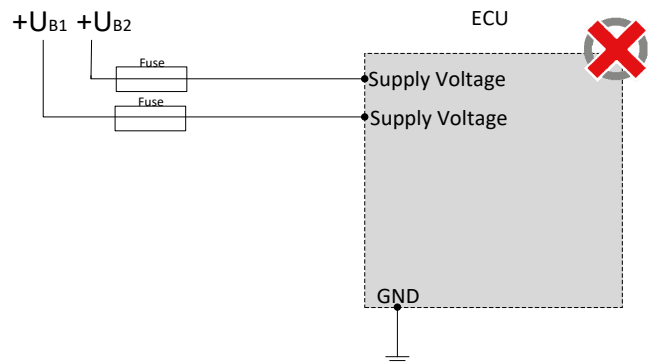 +UB1 +UB2
ECU
Fuse
Supply Voltage
Fuse
Supply Voltage
GND